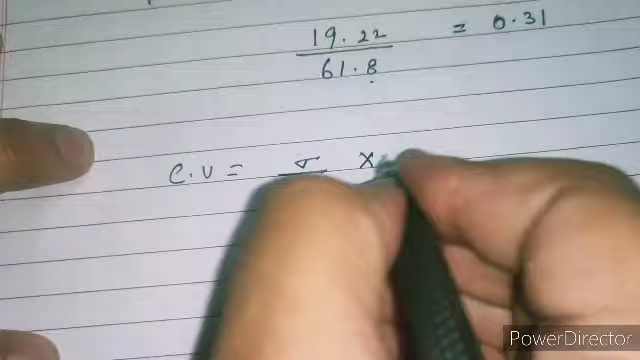 19.22 = 0.31
61.8
C.V = σ X
PowerDirector